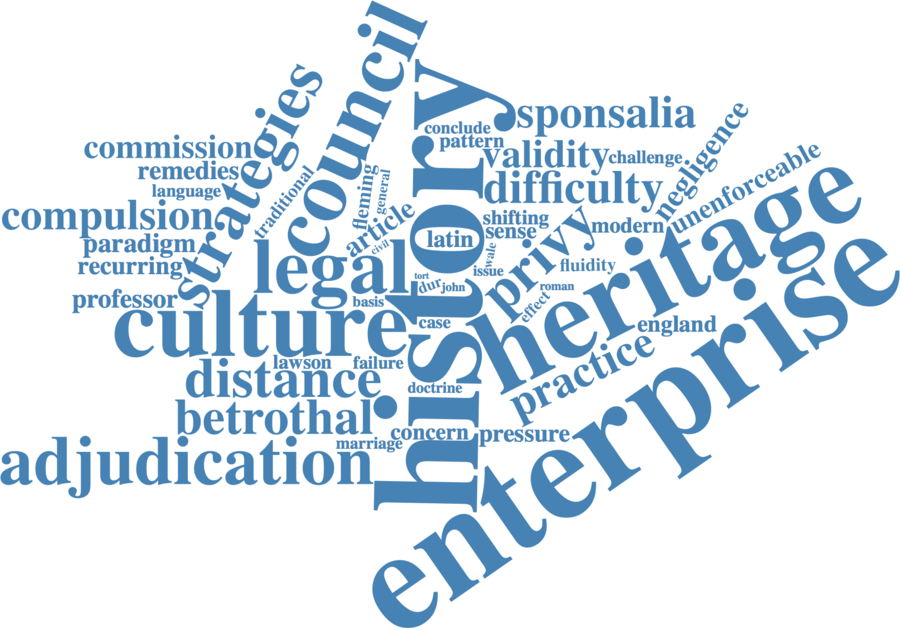 council
history
strategies
conclude
pattern
sponsalia
commission
remedies
language
compulsion
paradigm
recurring
professor
traditional
fleming
general
article
civil
validity
challenge
difficulty
negligence
unenforceable
shifting
sense
modern
latin
legal
wale
issue
privy
fluidity
heritage
tort
dur
john
basis
roman
effect
culture
case
england
enterprise
lawson
failure
practice
distance
doctrine
betrothal
marriage
concern
pressure
adjudication